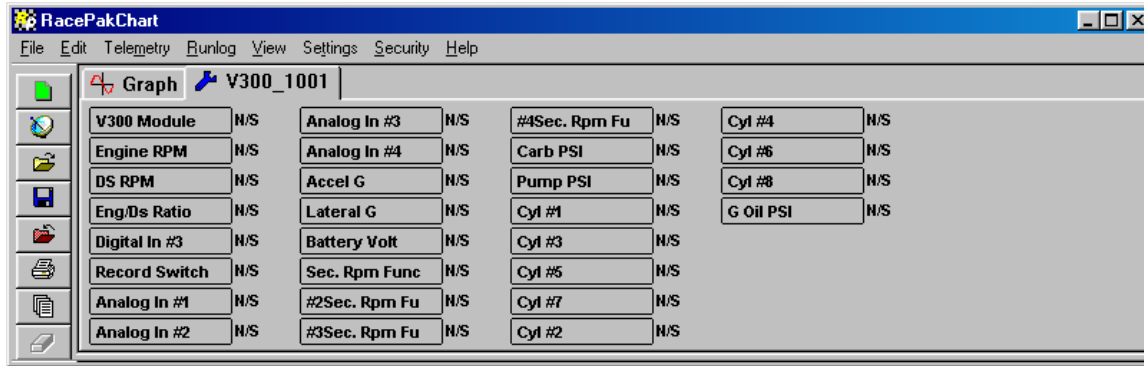 RacePakChart
File Edit Telemetry Runlog View Settings Security Help
Graph V300_1001
V300 Module N/S Analog In #3 N/S #4Sec. Rpm Fu N/S Cyl #4 N/S
Engine RPM N/S Analog In #4 N/S Carb PSI N/S Cyl #6 N/S
DS RPM N/S Accel G N/S Pump PSI N/S Cyl #8 N/S
Eng/Ds Ratio N/S Lateral G N/S Cyl #1 N/S G Oil PSI N/S
Digital In #3 N/S Battery Volt N/S Cyl #3 N/S
Record Switch N/S Sec. Rpm Func N/S Cyl #5 N/S
Analog In #1 N/S #2Sec. Rpm Fu N/S Cyl #7 N/S
Analog In #2 N/S #3Sec. Rpm Fu N/S Cyl #2 N/S